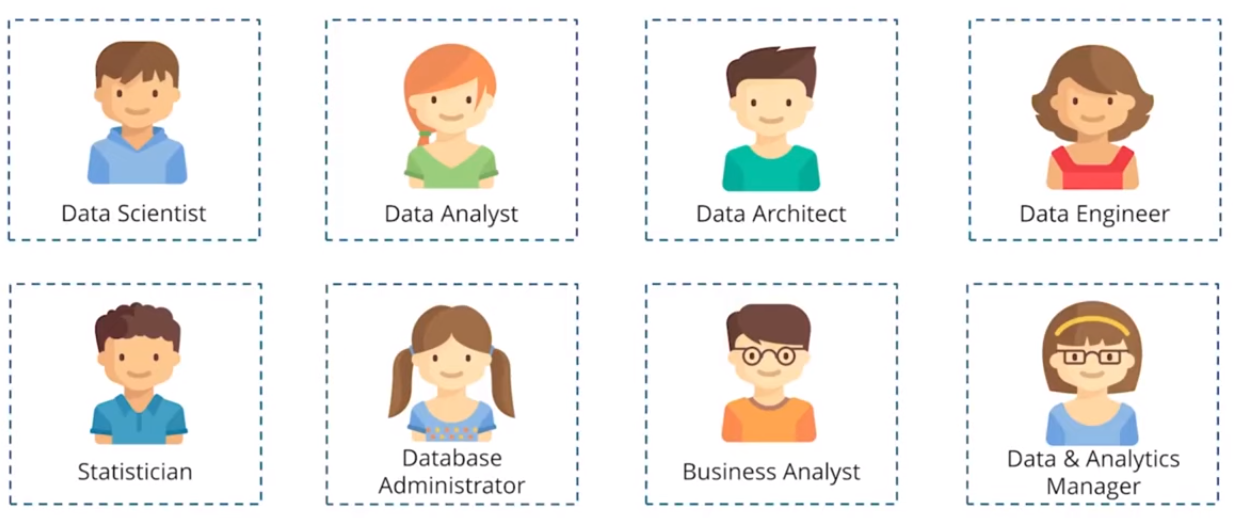 Data Scientist
Data Analyst
Data Architect
Data Engineer
Statistician
Database
Administrator
Business Analyst
Data & Analytics
Manager